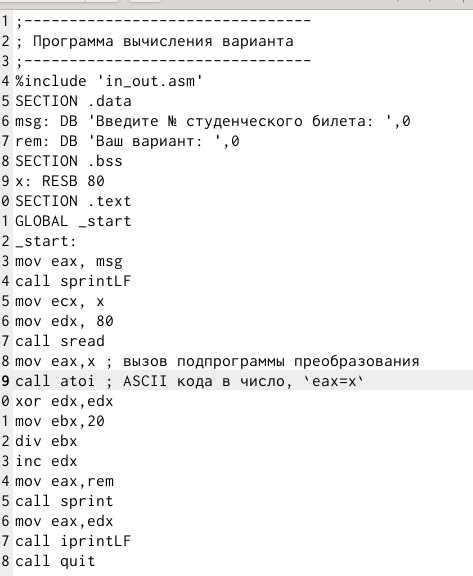 1 ;--------------------------------
2 ; Программа вычисления варианта
3 ;--------------------------------
4 %include 'in_out.asm'
5 SECTION .data
6 msg: DB 'Введите № студенческого билета: ',0
7 rem: DB 'Ваш вариант: ',0
8 SECTION .bss
9 x: RESB 80
0 SECTION .text
1 GLOBAL _start
2 _start:
3 mov eax, msg
4 call sprintLF
5 mov ecx, x
6 mov edx, 80
7 call sread
8 mov eax,x ; вызов подпрограммы преобразования
9 call atoi ; ASCII кода в число, `eax=x`
0 xor edx,edx
1 mov ebx,20
2 div ebx
3 inc edx
4 mov eax,rem
5 call sprint
6 mov eax,edx
7 call iprintLF
8 call quit